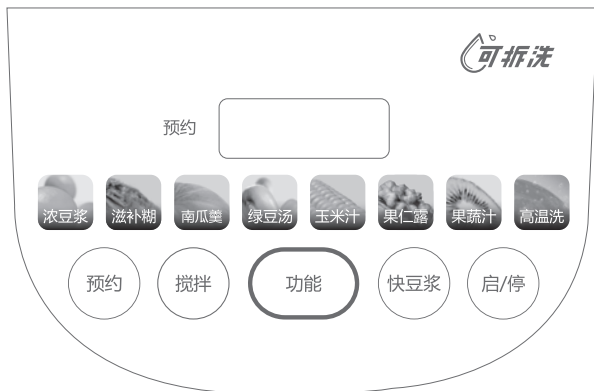 可拆洗
预约
浓豆浆 滋补糊 南瓜羹 绿豆汤 玉米汁 果仁露 果蔬汁 高温洗
预约 搅拌 功能 快豆浆 启/停